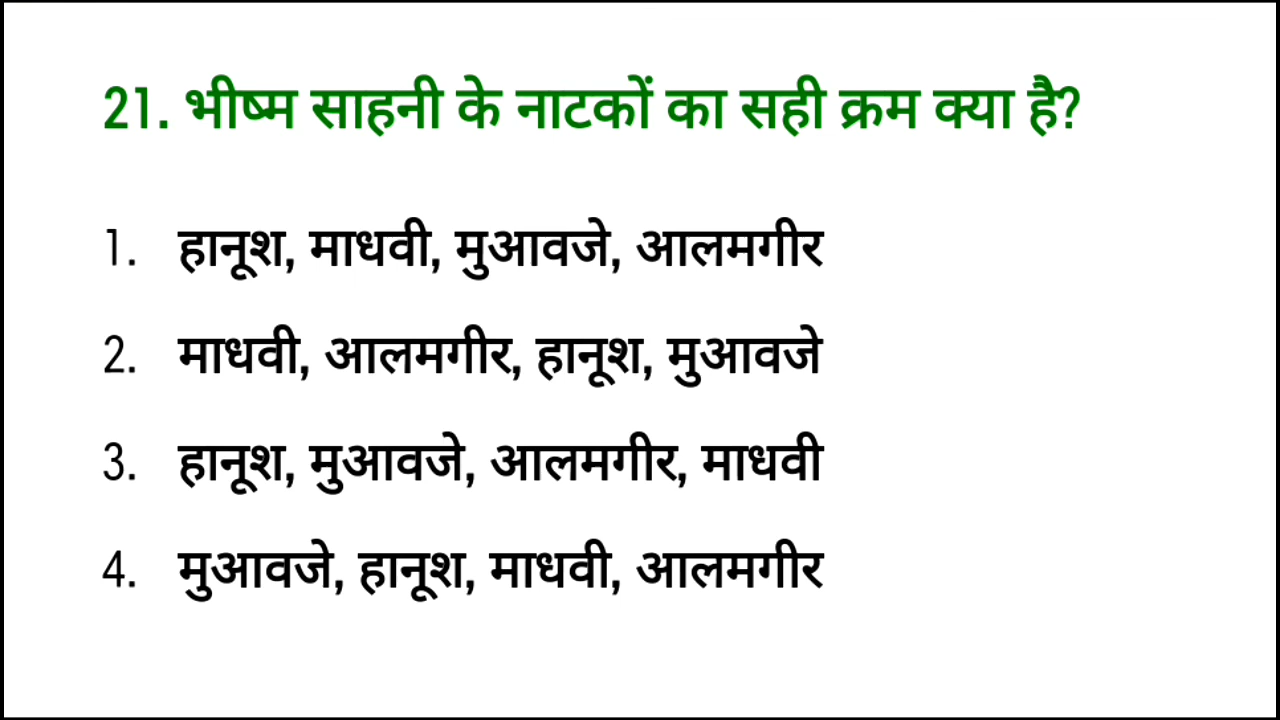 21. भीष्म साहनी के नाटकों का सही क्रम क्या है?
1. हानूश, माधवी, मुआवजे, आलमगीर
2. माधवी, आलमगीर, हानूश, मुआवजे
3. हानूश, मुआवजे, आलमगीर, माधवी
4. मुआवजे, हानूश, माधवी, आलमगीर